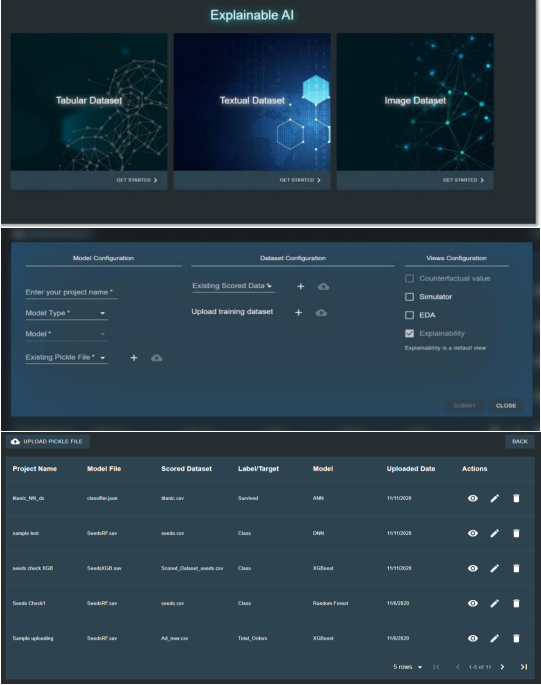 Explainable AI
Tabular Dataset Textual Dataset Image Dataset
GET STARTED > GET STARTED > GET STARTED >
Model Configuration Dataset Configuration Views Configuration
Enter your project name *
Model Type *
Model *
Existing Pickle File * +
Existing Scored Data * +
Upload training dataset +
Counterfactual value
Simulator
EDA
Explainability
Explainability is a default view
SUBMIT CLOSE
UPLOAD PICKLE FILE BACK
Project Name Model File Scored Dataset Label/Target Model Uploaded Date Actions
titanic_NN_ds classifier.json titanic.csv Survived ANN 11/11/2020
sample test SeedsRF.sav seeds.csv Class DNN 11/11/2020
seeds check XGB SeedsXGB.sav Scored_Dataset_seeds.csv Class XGBoost 11/11/2020
Seeds Check1 SeedsRF.sav seeds.csv Class Random Forest 11/6/2020
Sample uploading SeedsRF.sav Ad_new.csv Total_Orders XGBoost 11/6/2020
5 rows 1-5 of 11